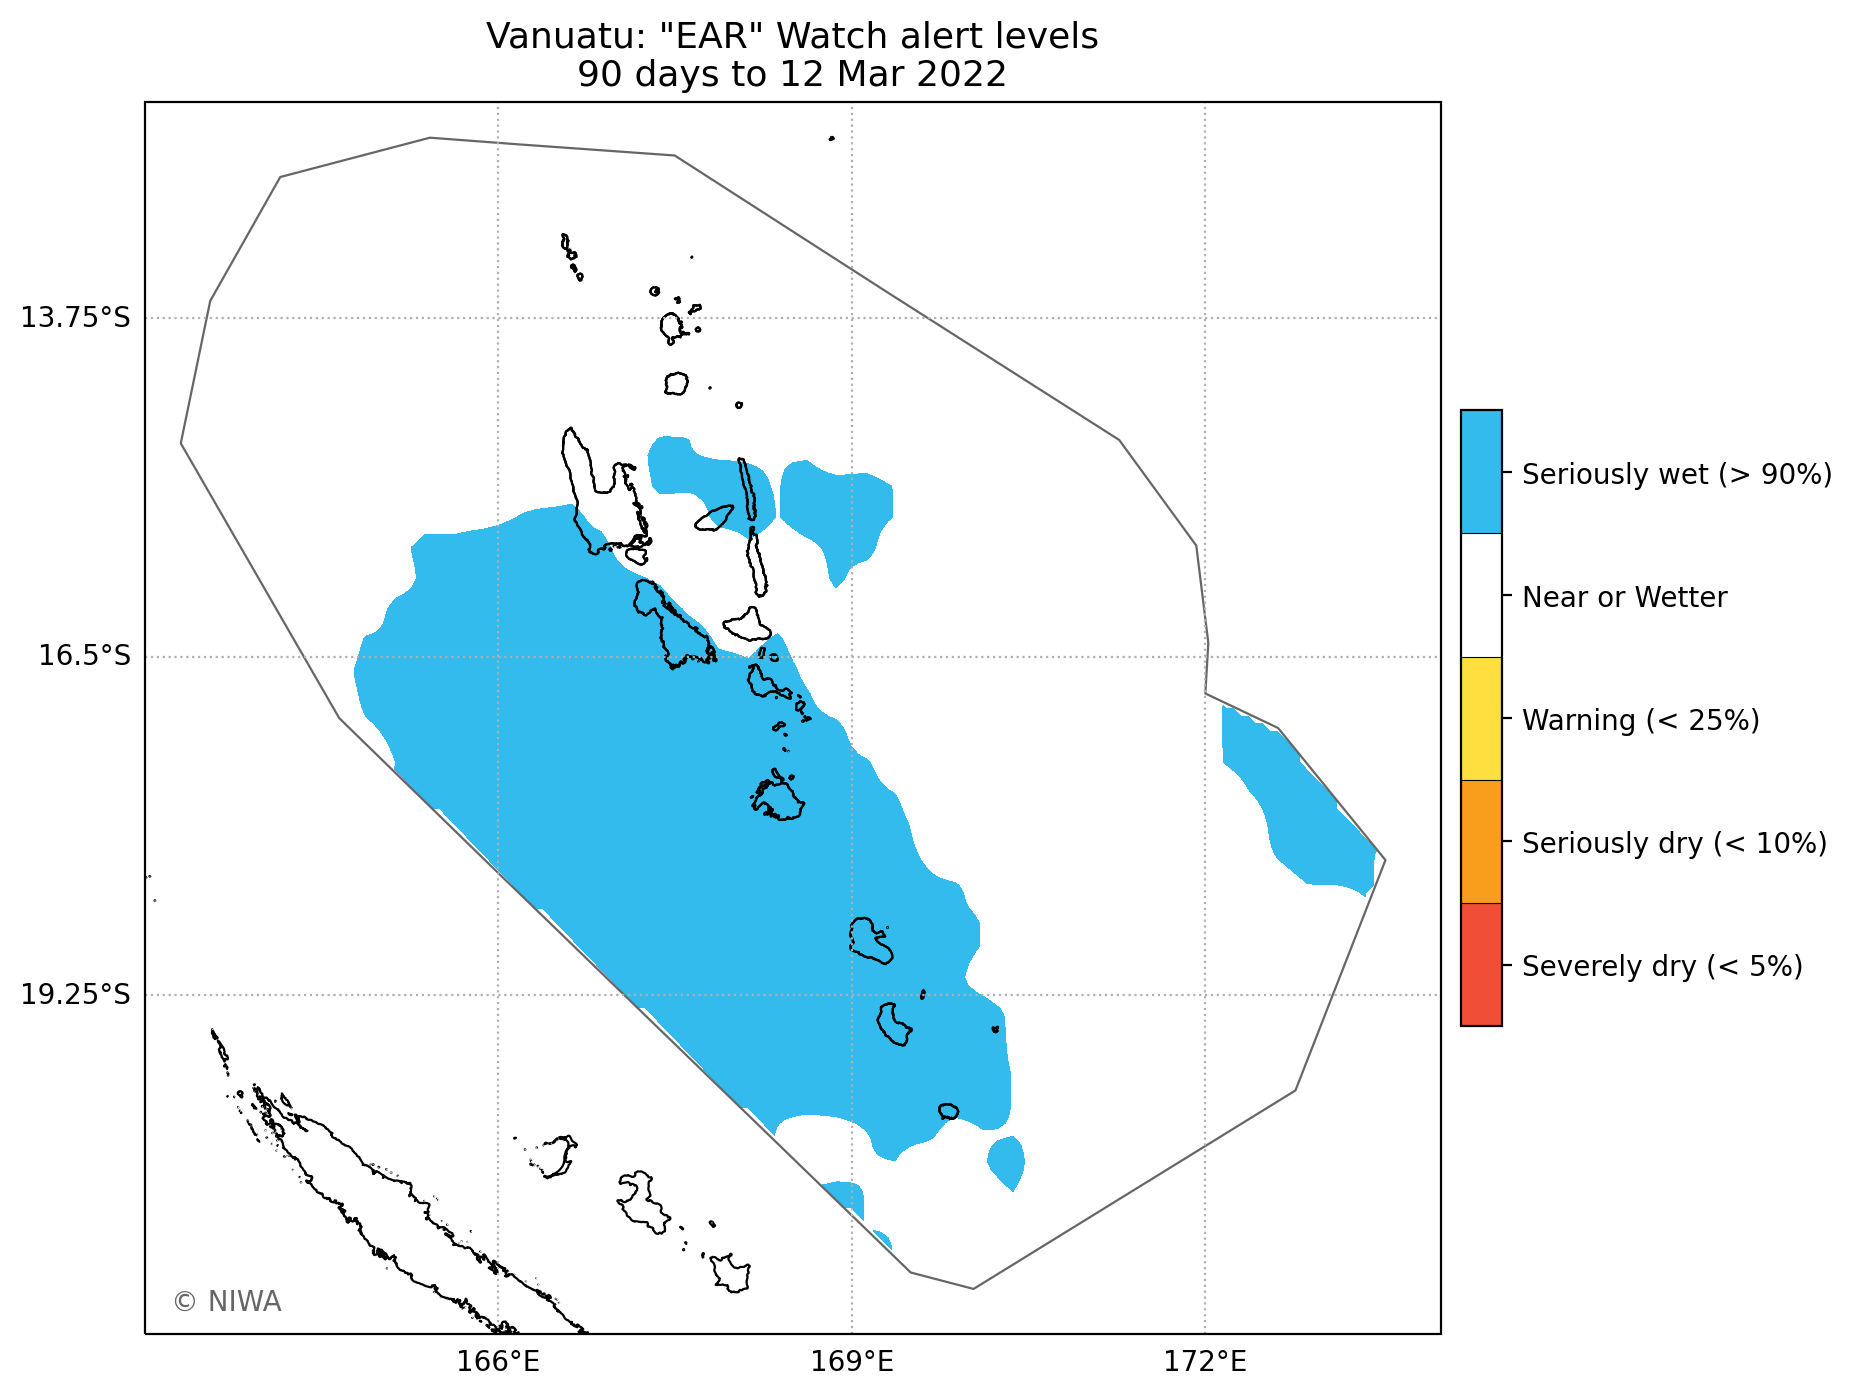 Vanuatu: "EAR" Watch alert levels
90 days to 12 Mar 2022
13.75°S
16.5°S
19.25°S
166°E
169°E
172°E
Seriously wet (> 90%)
Near or Wetter
Warning (< 25%)
Seriously dry (< 10%)
Severely dry (< 5%)
© NIWA